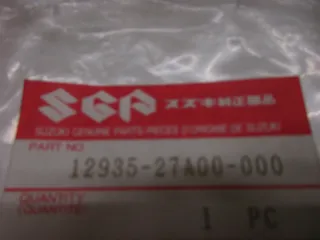 SGP スズキ純正部品
SUZUKI GENUINE PARTS·PIECES D'ORIGINE DE SUZUKI
PART NO
12935-27A00-000
QUANTITY
(QUANTITE)
1 PC